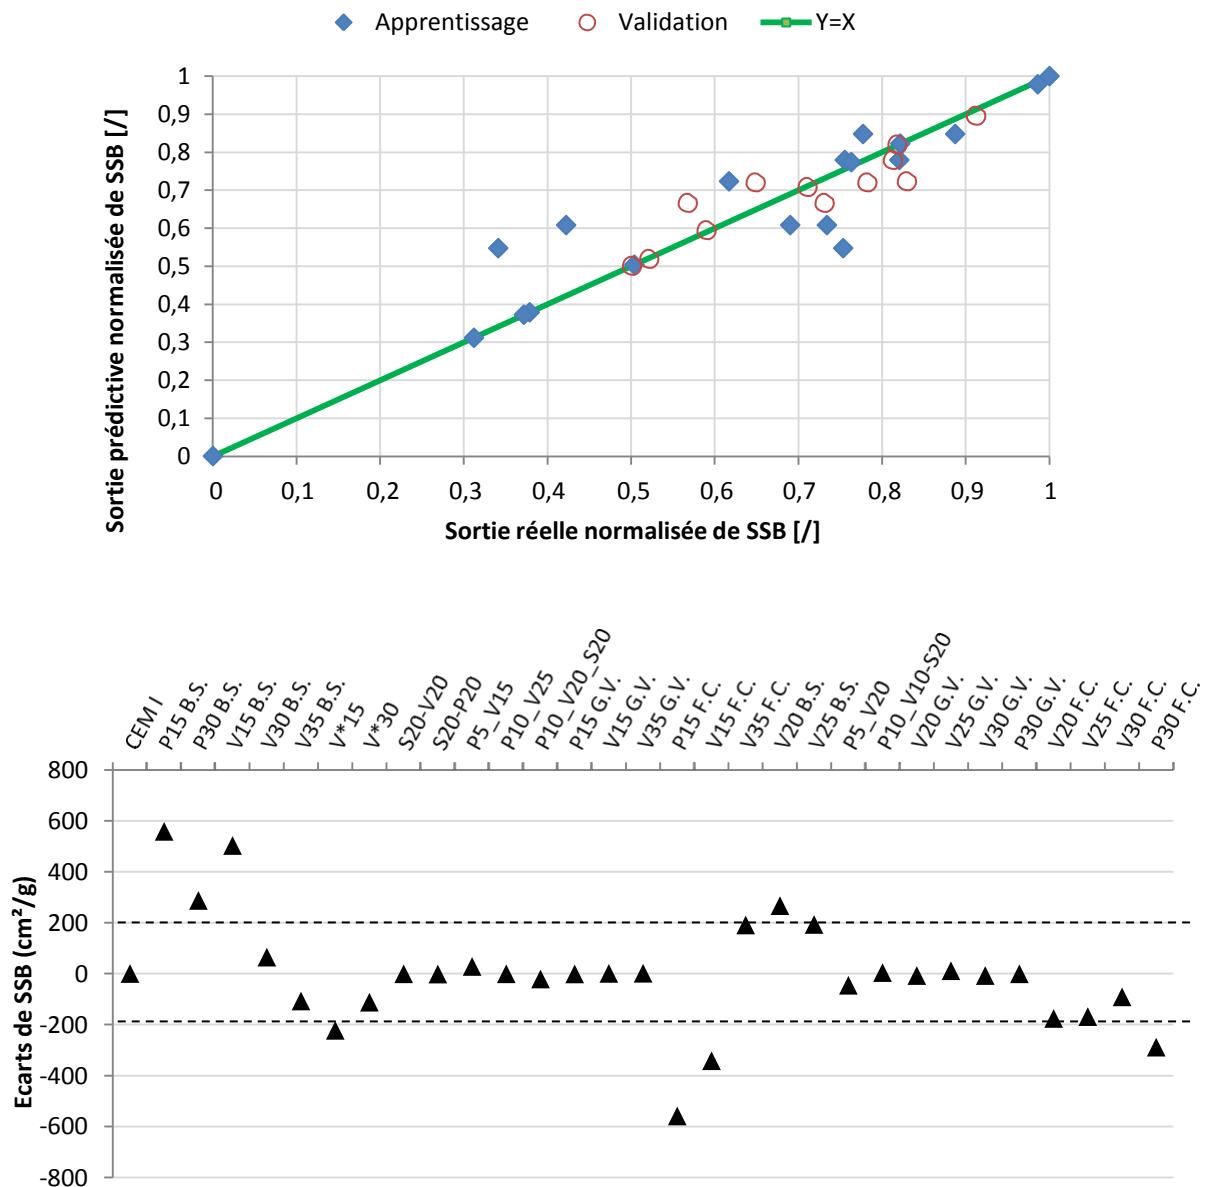 Apprentissage Validation Y=X
1
0,9
0,8
0,7
0,6
0,5
0,4
0,3
0,2
0,1
0
Sortie prédictive normalisée de SSB [/]
0 0,1 0,2 0,3 0,4 0,5 0,6 0,7 0,8 0,9 1
Sortie réelle normalisée de SSB [/]
CEM I
P15 B.S.
P30 B.S.
V15 B.S.
V30 B.S.
V35 B.S.
V*15
V*30
S20-V20
S20-P20
P5_V15
P10_V25
P10_V20_S20
P15 G.V.
V15 G.V.
V35 G.V.
P15 F.C.
V15 F.C.
V35 F.C.
V20 B.S.
V25 B.S.
P5_V20
P10_V10-S20
V20 G.V.
V25 G.V.
V30 G.V.
P30 G.V.
V20 F.C.
V25 F.C.
V30 F.C.
P30 F.C.
800
600
400
200
0
-200
-400
-600
-800
Ecarts de SSB (cm²/g)